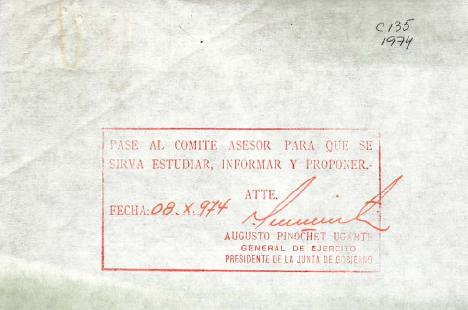 C135
1974
PASE AL COMITE ASESOR PARA QUE SE
SIRVA ESTUDIAR, INFORMAR Y PROPONER.-
ATTE.
FECHA: 08.X.974
AUGUSTO PINOCHET UGARTE
GENERAL DE EJERCITO
PRESIDENTE DE LA JUNTA DE GOBIERNO